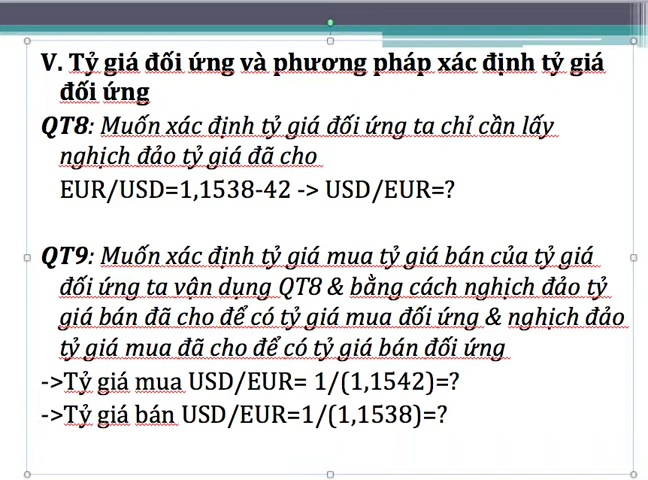 V. Tỷ giá đối ứng và phương pháp xác định tỷ giá
đối ứng
QT8: Muốn xác định tỷ giá đối ứng ta chỉ cần lấy
nghịch đảo tỷ giá đã cho
EUR/USD=1,1538-42 -> USD/EUR=?
QT9: Muốn xác định tỷ giá mua tỷ giá bán của tỷ giá
đối ứng ta vận dụng QT8 & bằng cách nghịch đảo tỷ
giá bán đã cho để có tỷ giá mua đối ứng & nghịch đảo
tỷ giá mua đã cho để có tỷ giá bán đối ứng
->Tỷ giá mua USD/EUR= 1/(1,1542)=?
->Tỷ giá bán USD/EUR=1/(1,1538)=?